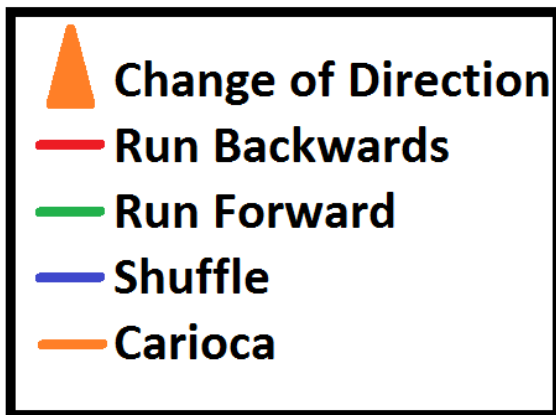 Change of Direction
Run Backwards
Run Forward
Shuffle
Carioca